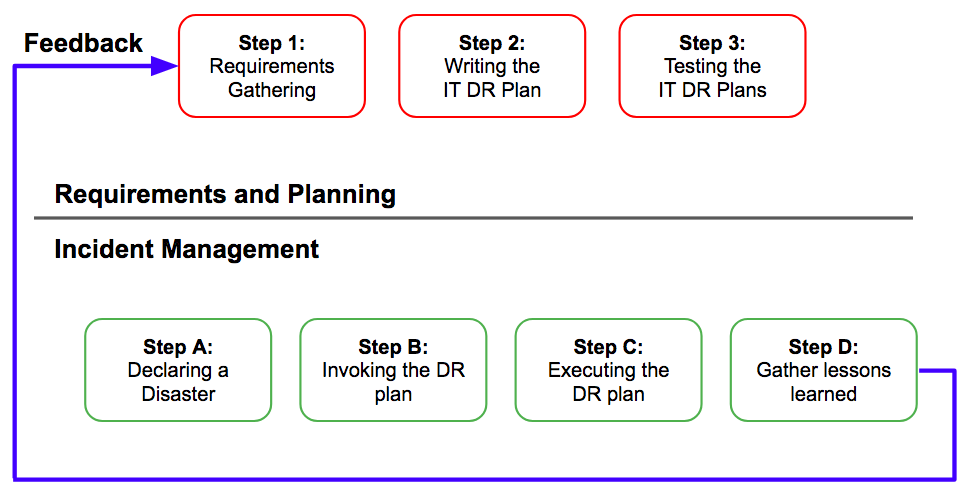 Feedback
Step 1:
Requirements
Gathering
Step 2:
Writing the
IT DR Plan
Step 3:
Testing the
IT DR Plans
Requirements and Planning
Incident Management
Step A:
Declaring a
Disaster
Step B:
Invoking the DR
plan
Step C:
Executing the
DR plan
Step D:
Gather lessons
learned